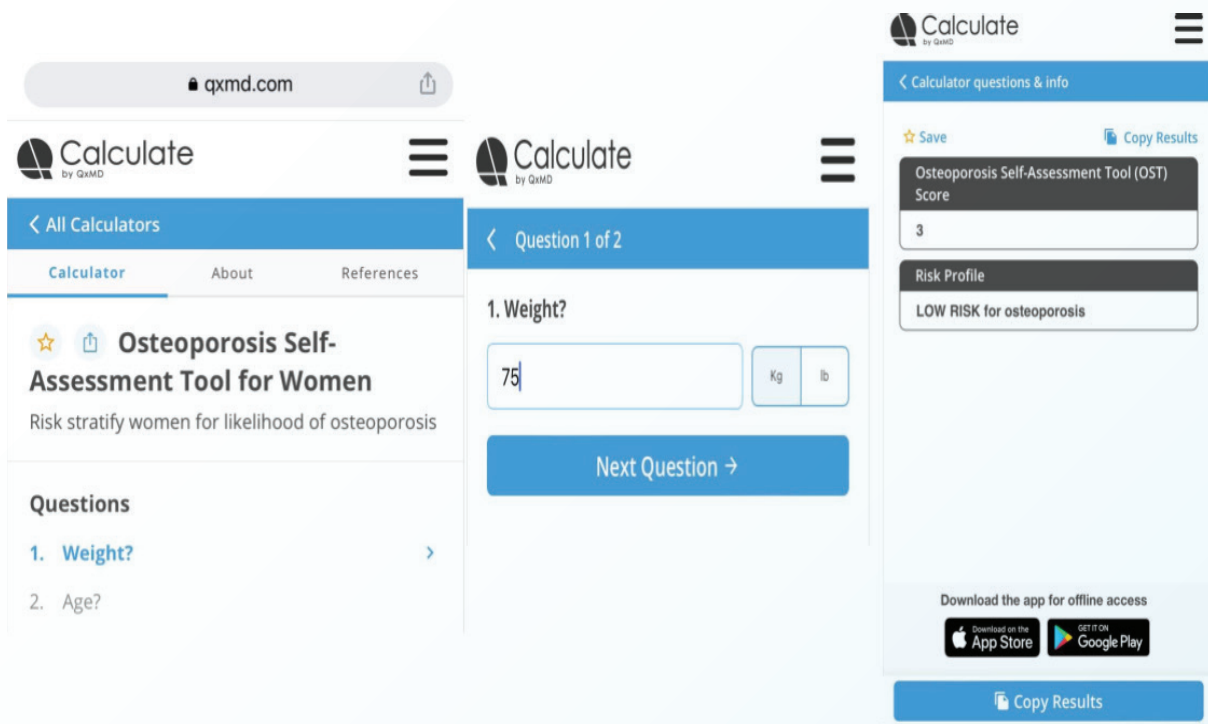 qxmd.com
Calculate
by QxMD
All Calculators
Calculator About References
Osteoporosis Self-
Assessment Tool for Women
Risk stratify women for likelihood of osteoporosis
Questions
1. Weight?
2. Age?
Calculate
by QxMD
Question 1 of 2
1. Weight?
75
Kg lb
Next Question →
Calculate
by QxMD
Calculator questions & info
Save Copy Results
Osteoporosis Self-Assessment Tool (OST)
Score
3
Risk Profile
LOW RISK for osteoporosis
Download the app for offline access
Download on the
App Store
GET IT ON
Google Play
Copy Results